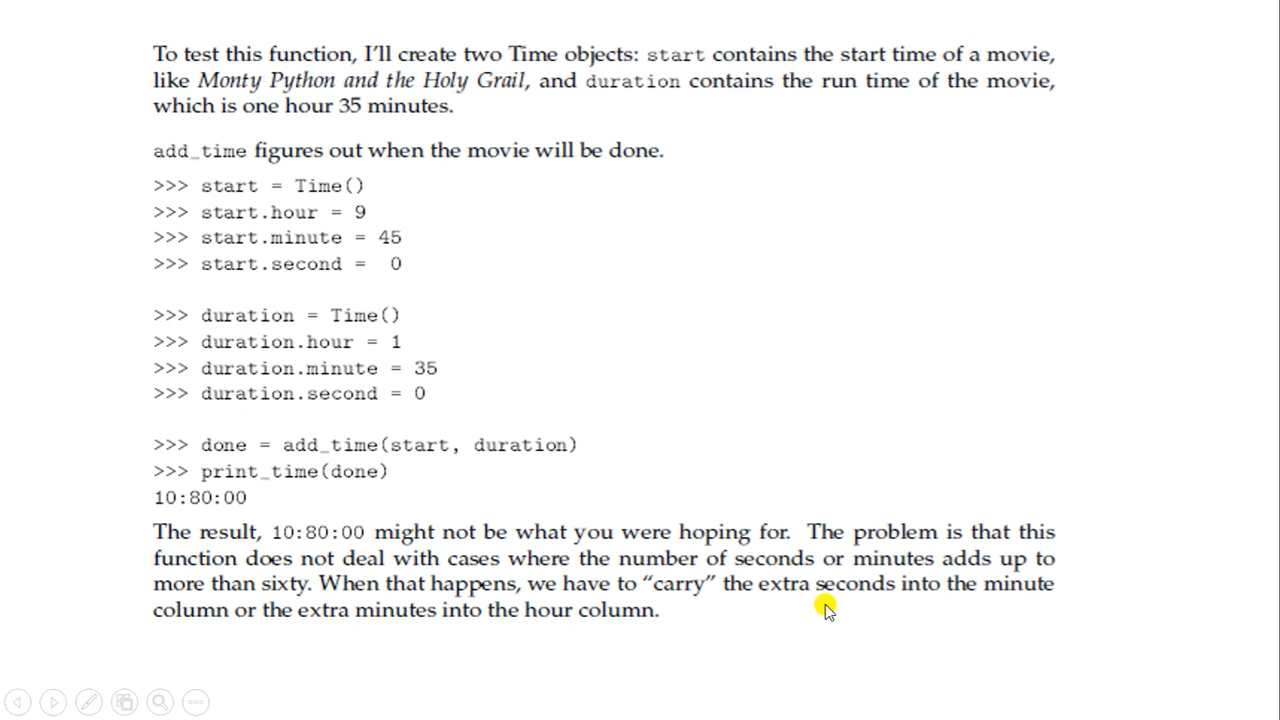 To test this function, I'll create two Time objects: start contains the start time of a movie,
like Monty Python and the Holy Grail, and duration contains the run time of the movie,
which is one hour 35 minutes.
add_time figures out when the movie will be done.
>>> start = Time()
>>> start.hour = 9
>>> start.minute = 45
>>> start.second =  0
>>> duration = Time()
>>> duration.hour = 1
>>> duration.minute = 35
>>> duration.second = 0
>>> done = add_time(start, duration)
>>> print_time(done)
10:80:00
The result, 10:80:00 might not be what you were hoping for. The problem is that this
function does not deal with cases where the number of seconds or minutes adds up to
more than sixty. When that happens, we have to “carry” the extra seconds into the minute
column or the extra minutes into the hour column.